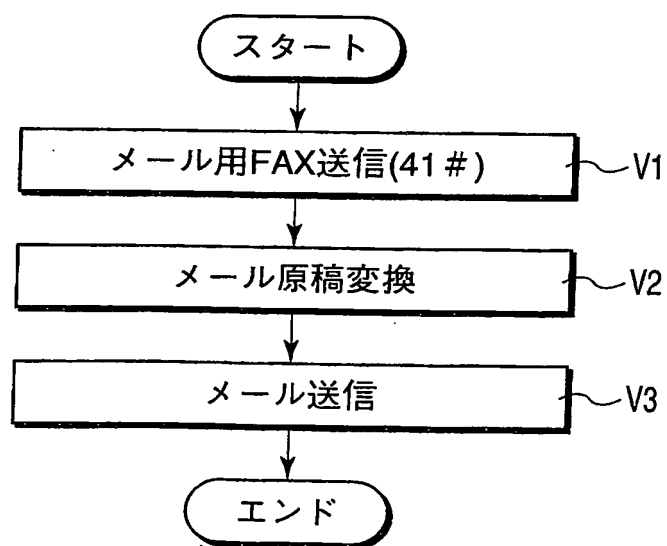 スタート
メール用FAX送信(41#)
V1
メール原稿変換
V2
メール送信
V3
エンド